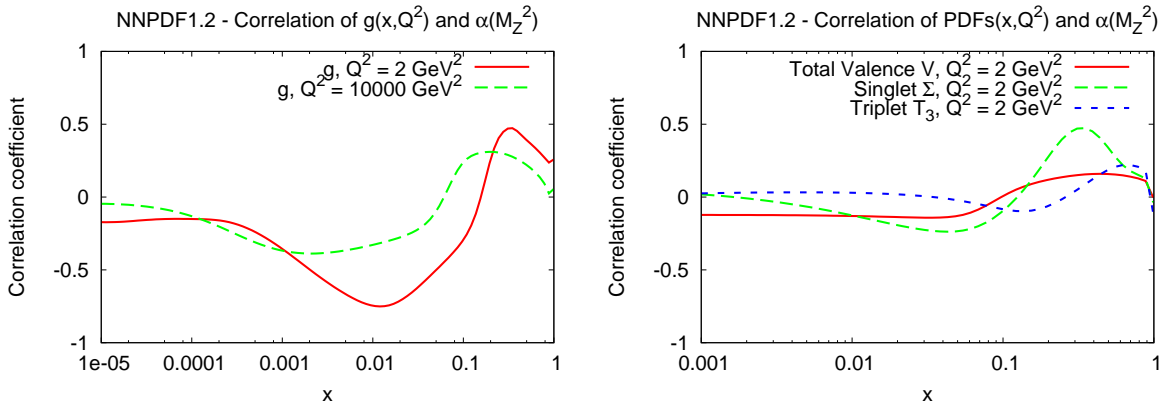 NNPDF1.2 - Correlation of g(x,Q²) and α(M_Z²)
g, Q² = 2 GeV²
g, Q² = 10000 GeV²
Correlation coefficient
1
0.5
0
-0.5
-1
1e-05 0.0001 0.001 0.01 0.1 1
x
NNPDF1.2 - Correlation of PDFs(x,Q²) and α(M_Z²)
Total Valence V, Q² = 2 GeV²
Singlet Σ, Q² = 2 GeV²
Triplet T₃, Q² = 2 GeV²
Correlation coefficient
1
0.5
0
-0.5
-1
0.001 0.01 0.1 1
x